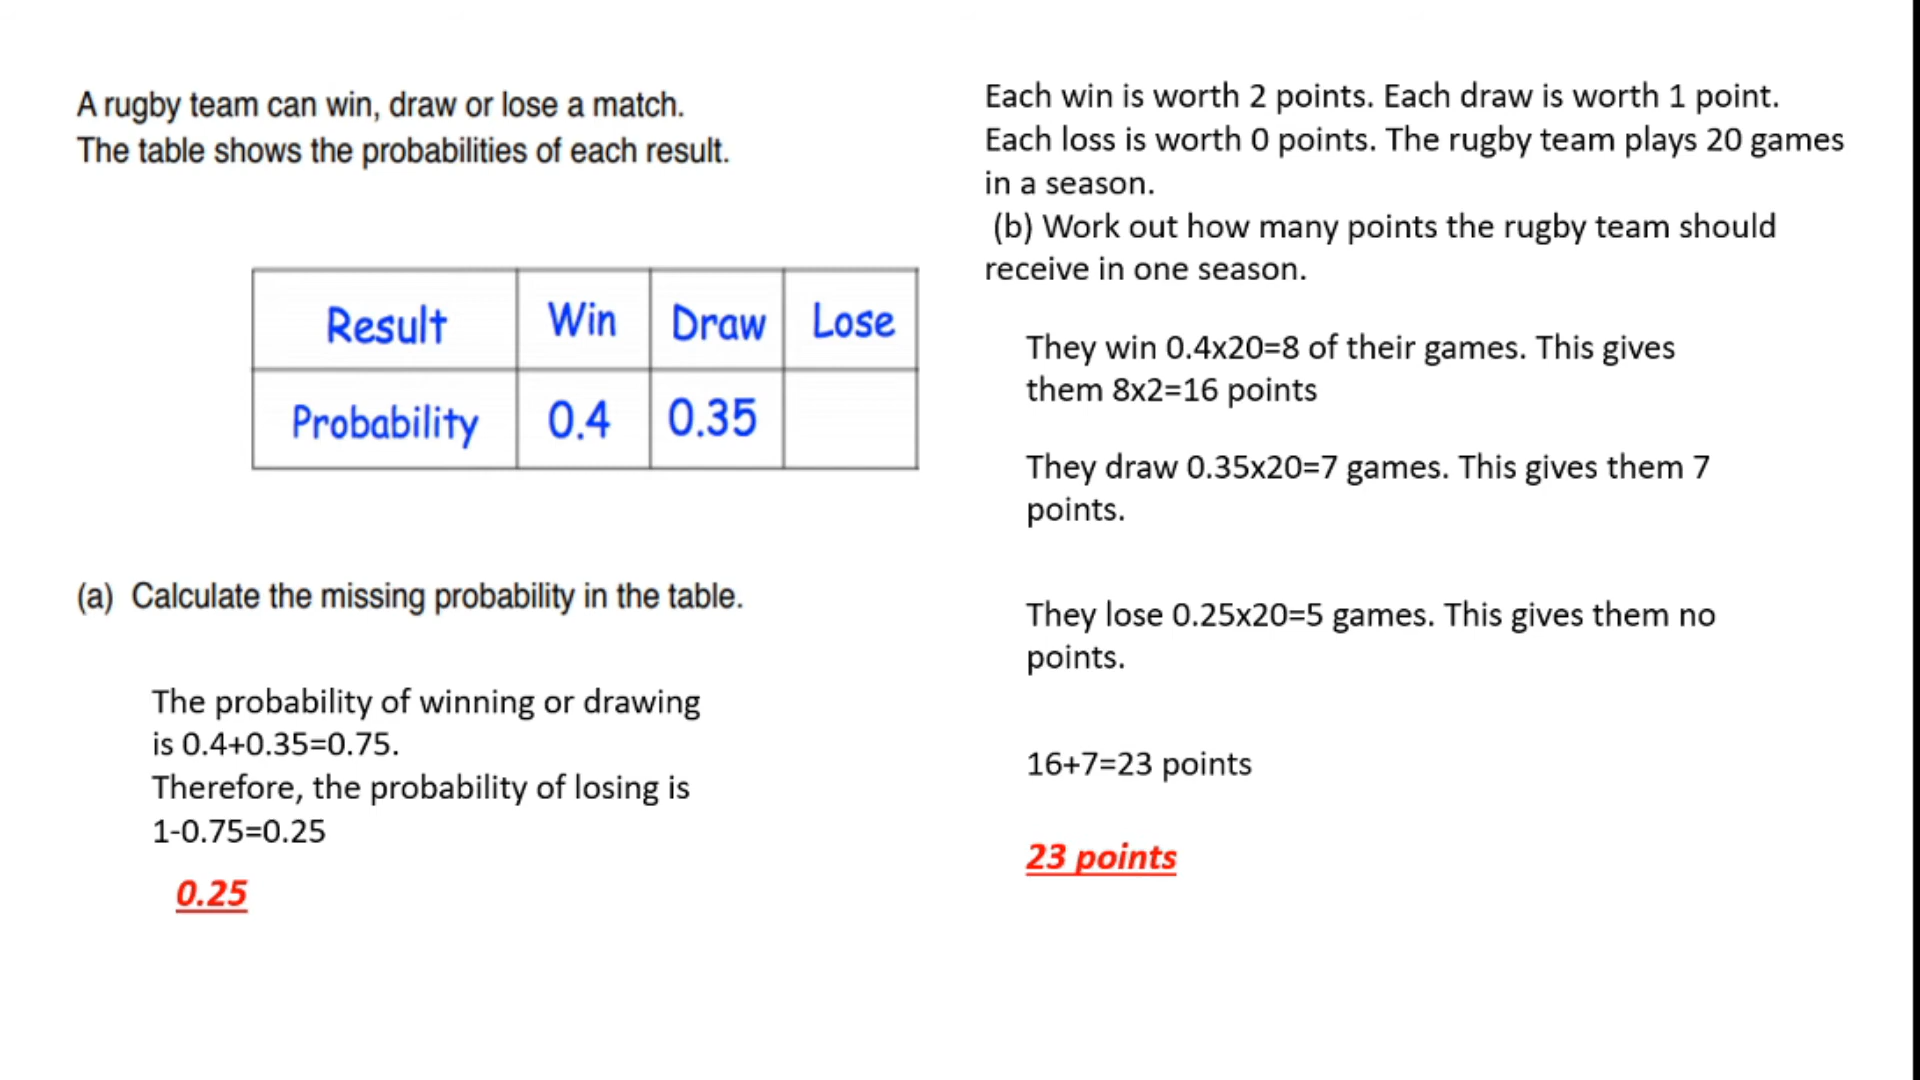 A rugby team can win, draw or lose a match.
The table shows the probabilities of each result.
Result Win Draw Lose
Probability 0.4 0.35
(a) Calculate the missing probability in the table.
The probability of winning or drawing
is 0.4+0.35=0.75.
Therefore, the probability of losing is
1-0.75=0.25
0.25
Each win is worth 2 points. Each draw is worth 1 point.
Each loss is worth 0 points. The rugby team plays 20 games
in a season.
(b) Work out how many points the rugby team should
receive in one season.
They win 0.4x20=8 of their games. This gives
them 8x2=16 points
They draw 0.35x20=7 games. This gives them 7
points.
They lose 0.25x20=5 games. This gives them no
points.
16+7=23 points
23 points